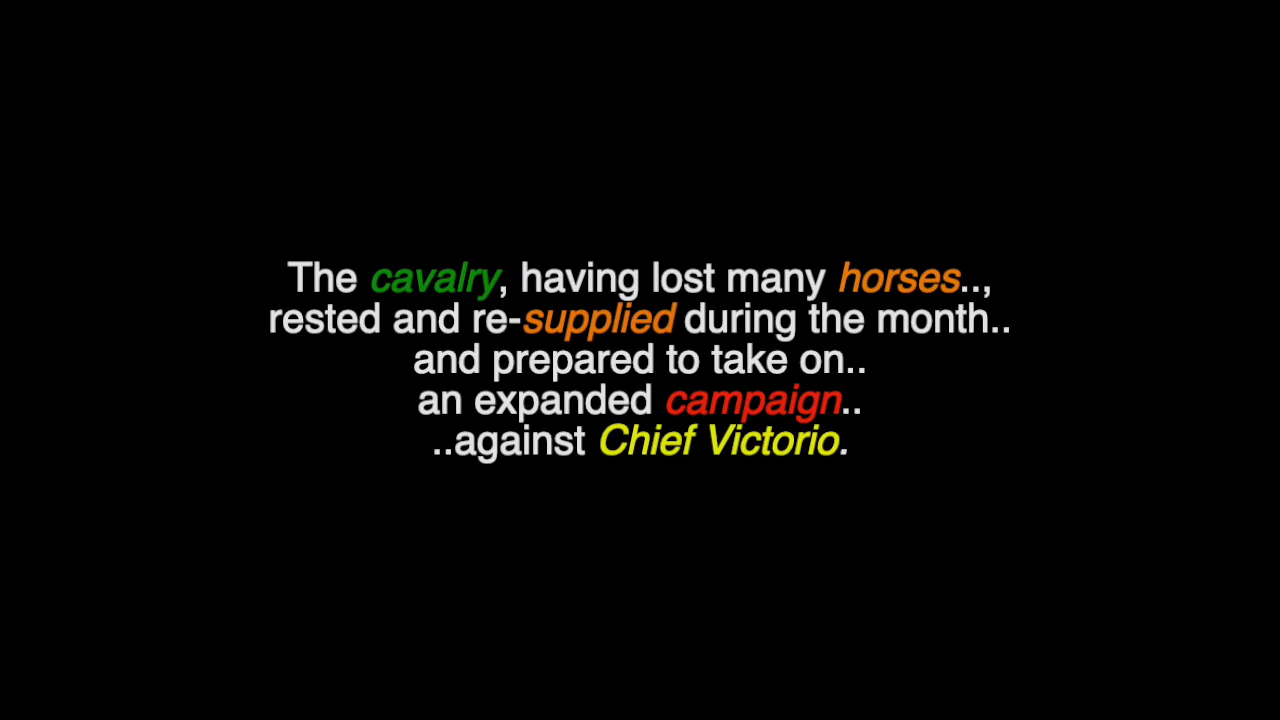 The cavalry, having lost many horses..,
rested and re-supplied during the month..
and prepared to take on..
an expanded campaign..
..against Chief Victorio.